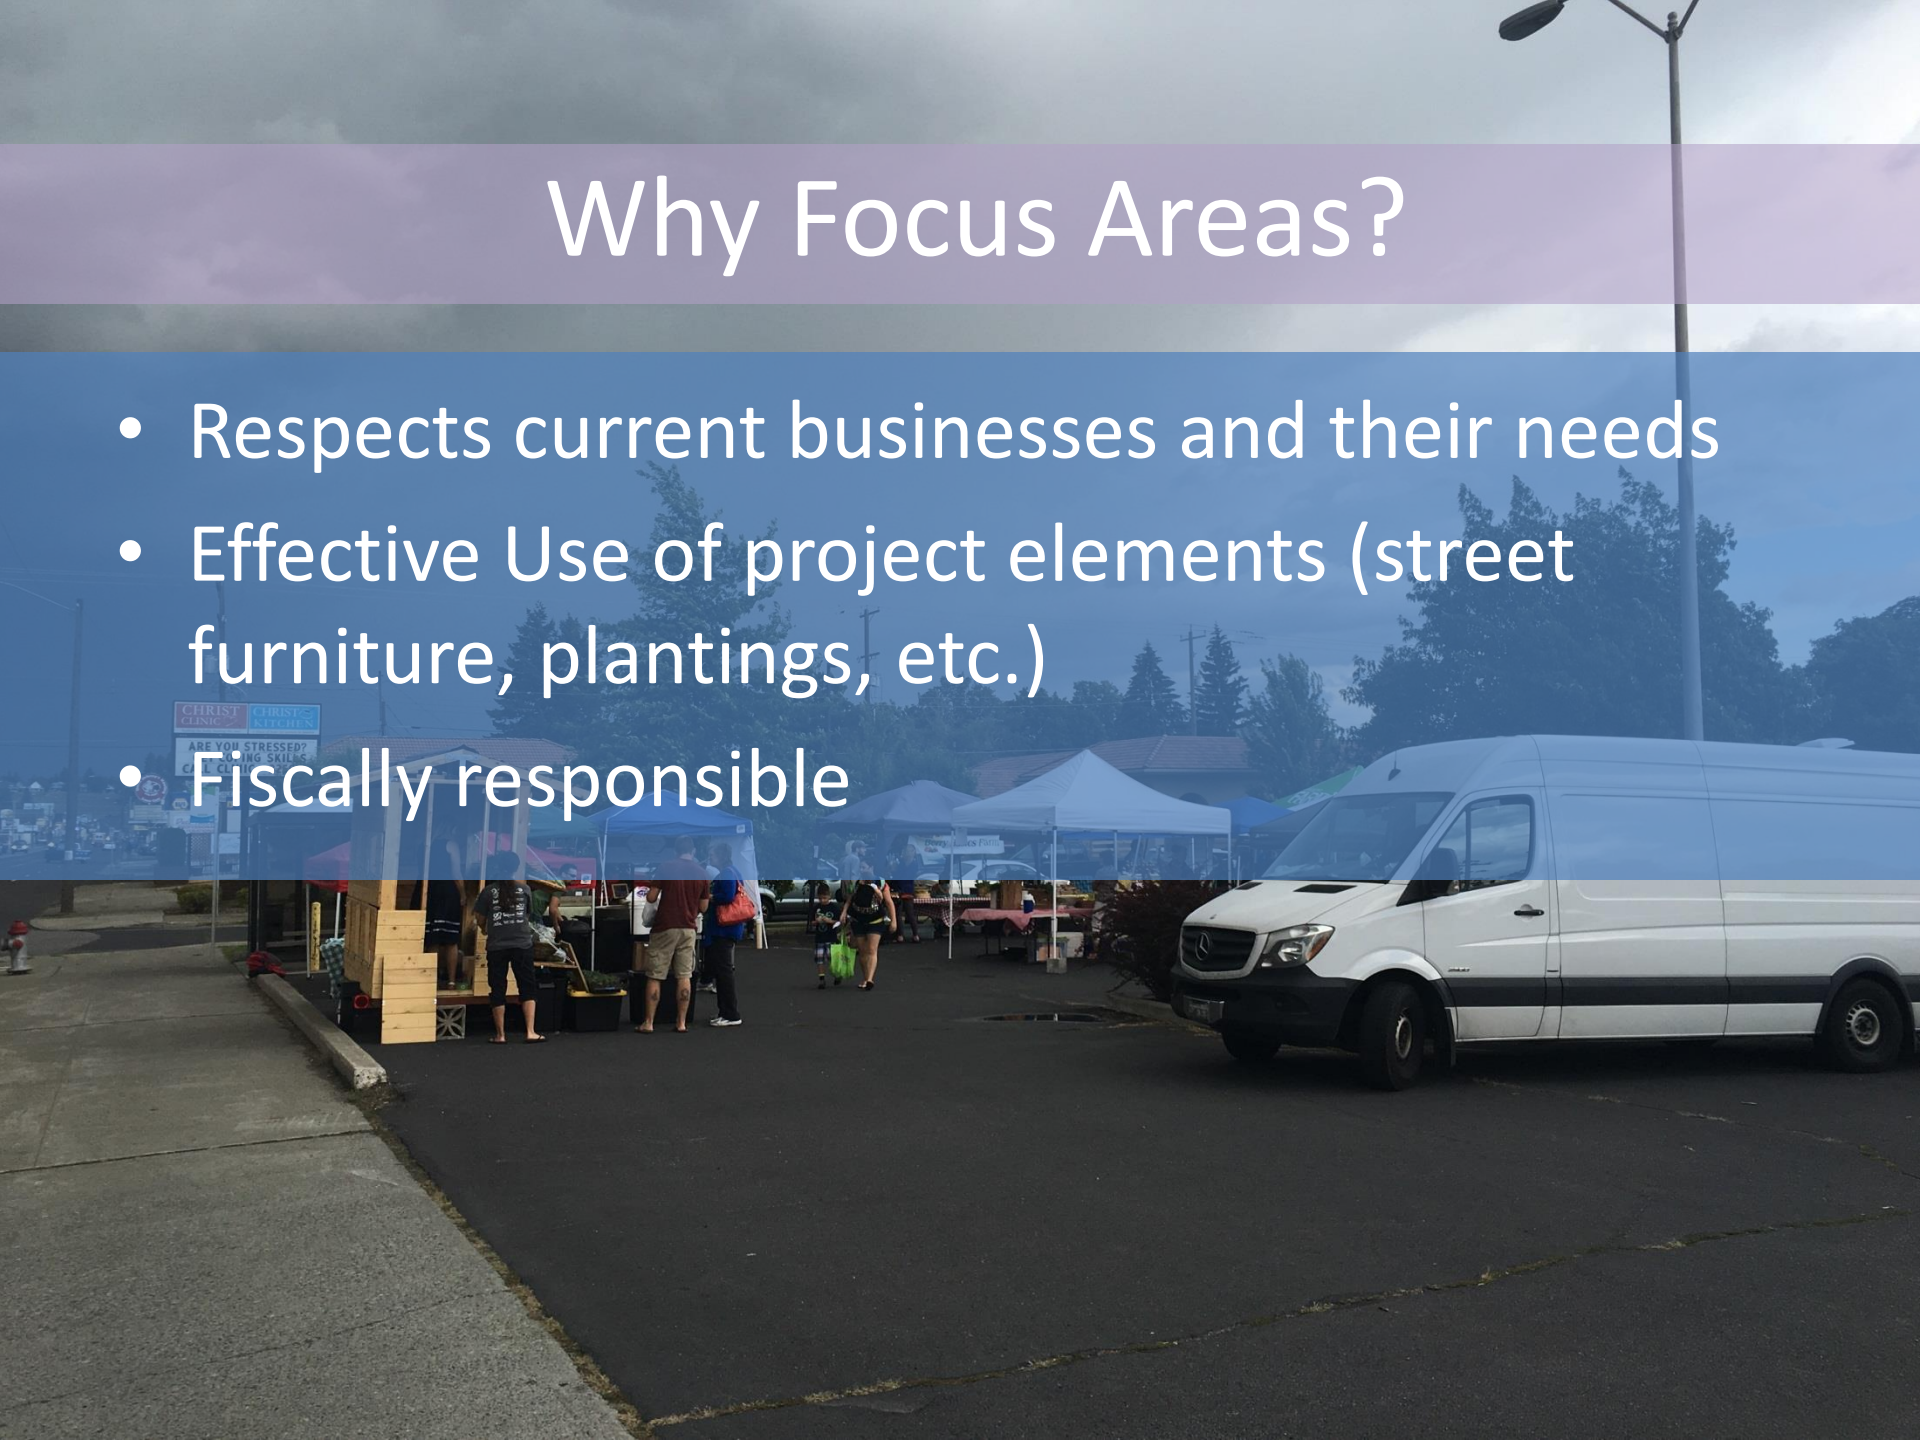 Why Focus Areas?
• Respects current businesses and their needs
• Effective Use of project elements (street
furniture, plantings, etc.)
• Fiscally responsible
CHRIST CHRIST
CLINIC KITCHEN
ARE YOU STRESSED?